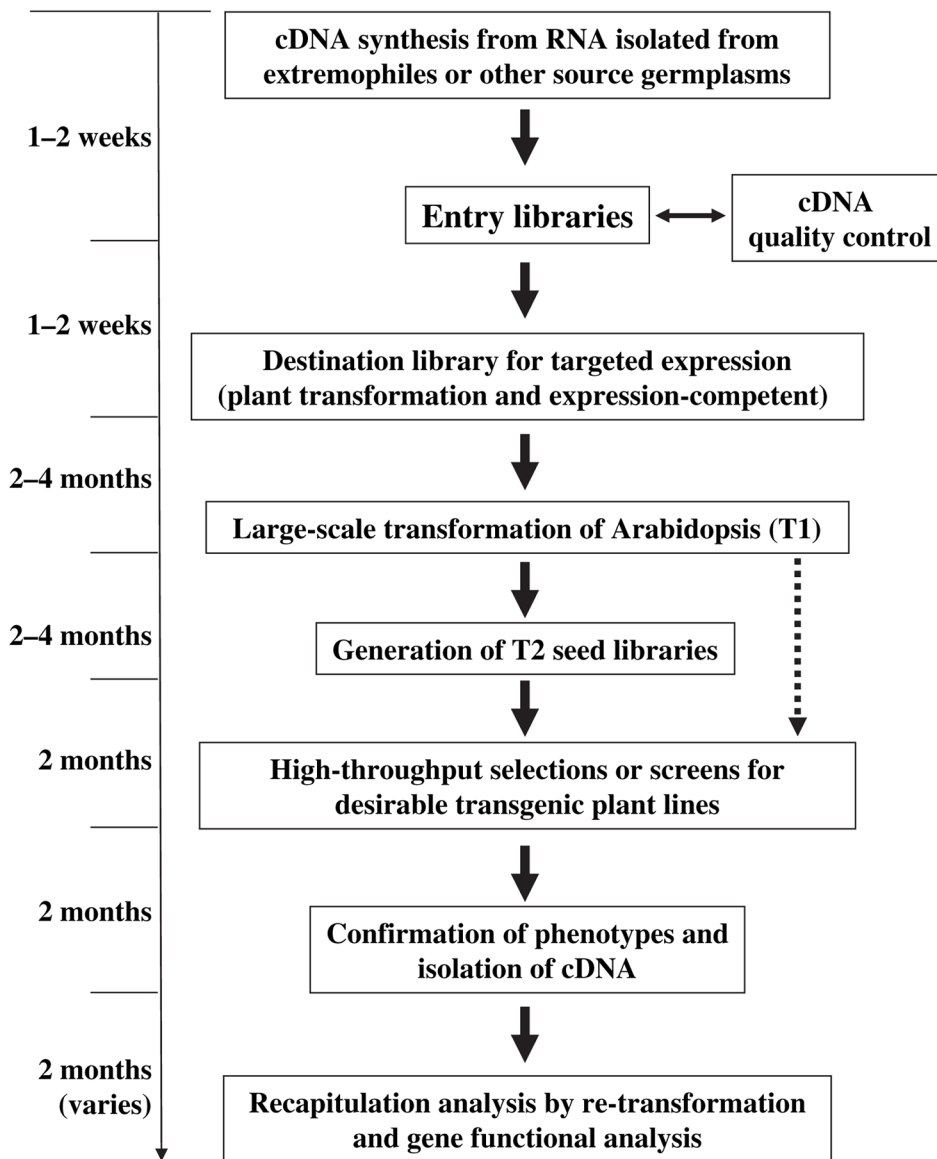 cDNA synthesis from RNA isolated from
extremophiles or other source germplasms
1–2 weeks
Entry libraries
cDNA
quality control
1–2 weeks
Destination library for targeted expression
(plant transformation and expression-competent)
2–4 months
Large-scale transformation of Arabidopsis (T1)
2–4 months
Generation of T2 seed libraries
2 months
High-throughput selections or screens for
desirable transgenic plant lines
2 months
Confirmation of phenotypes and
isolation of cDNA
2 months
(varies)
Recapitulation analysis by re-transformation
and gene functional analysis